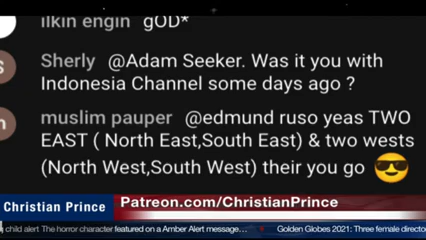 ilkin engin gOD*
Sherly @Adam Seeker. Was it you with
Indonesia Channel some days ago ?
muslim pauper @edmund ruso yeas TWO
EAST ( North East,South East) & two wests
(North West,South West) their you go 😎
Christian Prince
Patreon.com/ChristianPrince
child alert The horror character featured on a Amber Alert message... Golden Globes 2021: Three female director